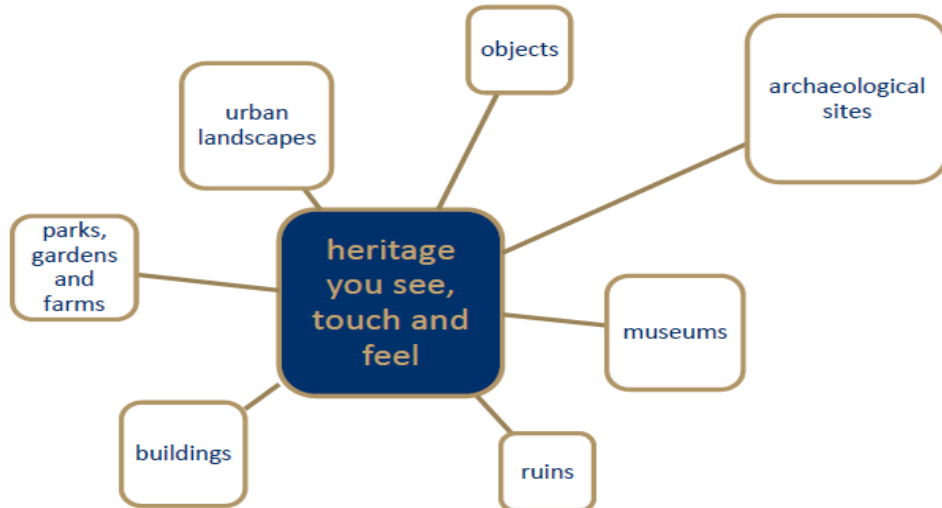 objects
archaeological
sites
urban
landscapes
parks,
gardens
and
farms
heritage
you see,
touch and
feel
museums
buildings
ruins